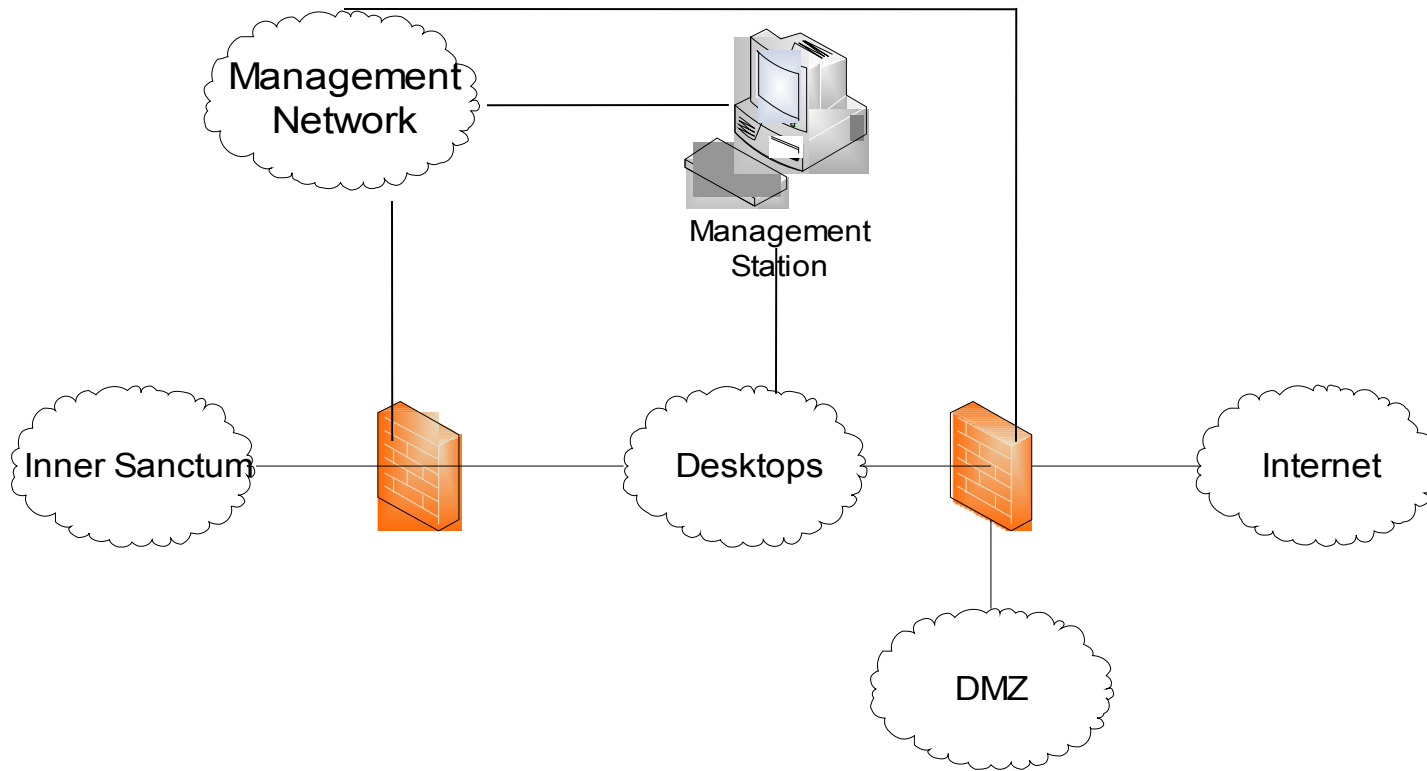 Management
Network
Management
Station
Inner Sanctum
Desktops
Internet
DMZ